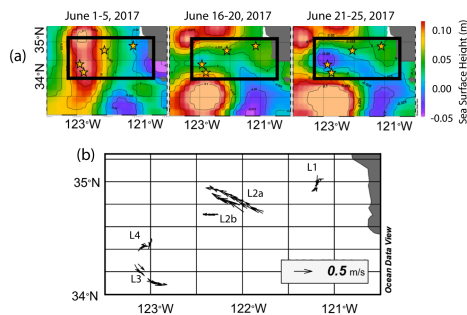 June 1-5, 2017
June 16-20, 2017
June 21-25, 2017
(a)
35°N
34°N
123°W
121°W
123°W
121°W
123°W
121°W
0.10
0.05
0.00
-0.05
Sea Surface Height (m)
(b)
35°N
34°N
L1
L2a
L2b
L4
L3
0.5 m/s
123°W
122°W
121°W
Ocean Data View